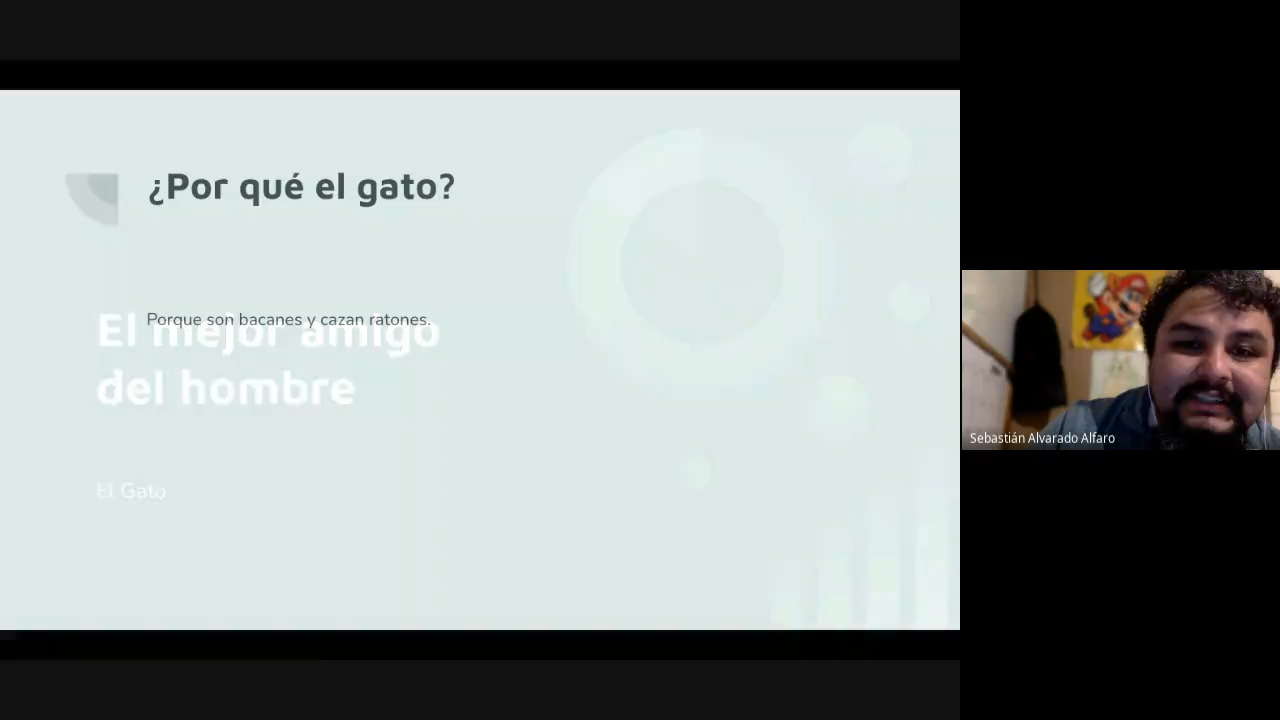 ¿Por qué el gato?
Porque son bacanes y cazan ratones.
El mejor amigo
del hombre
El Gato
Sebastián Alvarado Alfaro